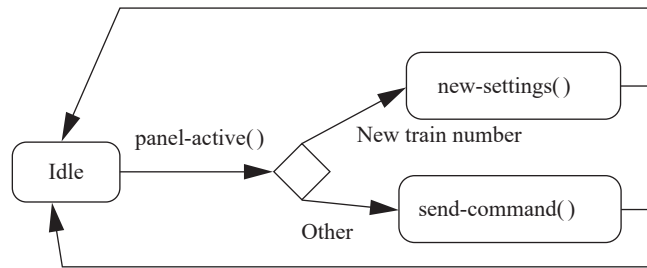 new-settings()
panel-active()
New train number
Idle
send-command()
Other